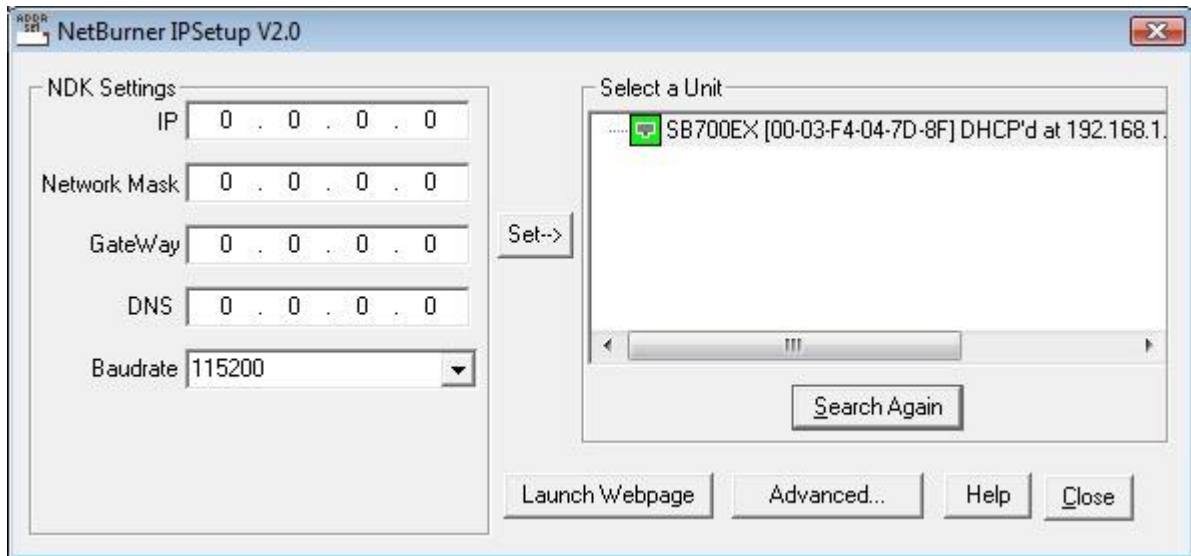 ADDR
SET
NetBurner IPSetup V2.0
NDK Settings
IP 0 . 0 . 0 . 0
Network Mask 0 . 0 . 0 . 0
GateWay 0 . 0 . 0 . 0
DNS 0 . 0 . 0 . 0
Baudrate 115200
Set-->
Select a Unit
SB700EX [00-03-F4-04-7D-8F] DHCP'd at 192.168.1.
Search Again
Launch Webpage
Advanced...
Help
Close